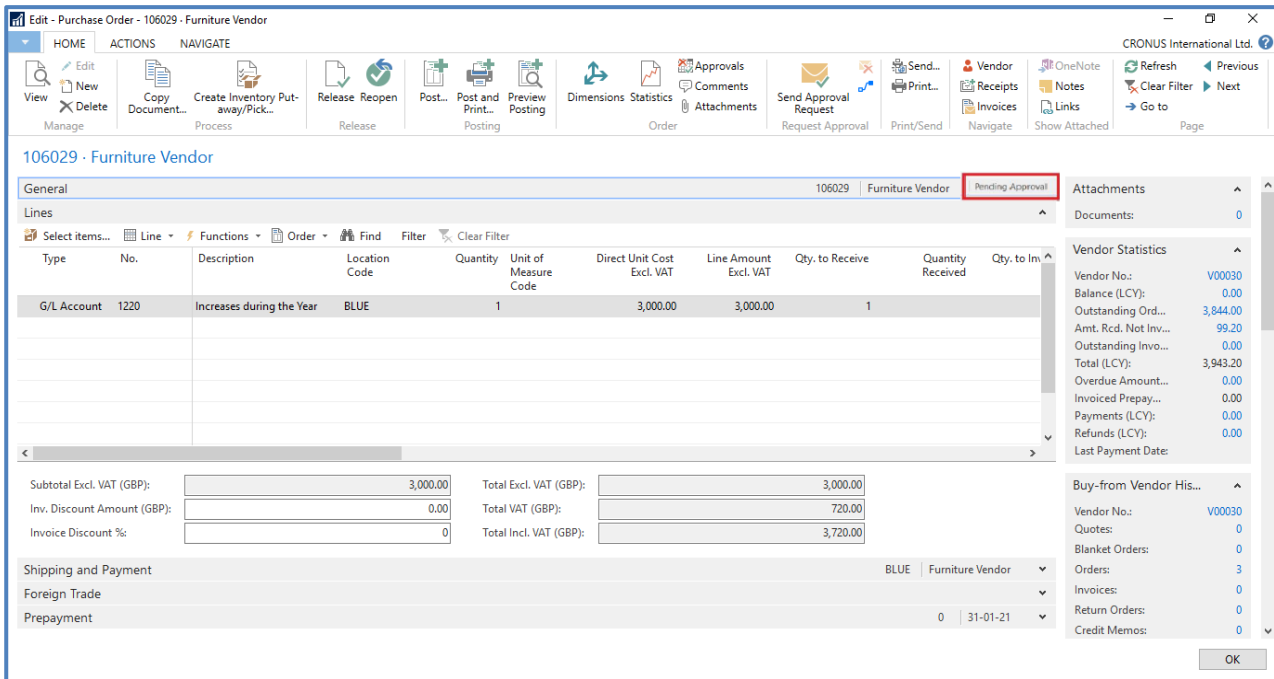 Edit - Purchase Order - 106029 · Furniture Vendor
HOME ACTIONS NAVIGATE CRONUS International Ltd.
View
Edit
New
Delete
Manage
Copy Document...
Create Inventory Put-away/Pick...
Process
Release Reopen
Release
Post... Post and Print... Preview Posting
Posting
Dimensions Statistics
Approvals
Comments
Attachments
Order
Send Approval Request
Request Approval
Send...
Print...
Print/Send
Vendor
Receipts
Invoices
Navigate
OneNote
Notes
Links
Show Attached
Refresh
Clear Filter
Go to
Previous
Next
Page
106029 · Furniture Vendor
General 106029 Furniture Vendor Pending Approval
Lines
Select items... Line Functions Order Find Filter Clear Filter
Type No. Description Location Code Quantity Unit of Measure Code Direct Unit Cost Excl. VAT Line Amount Excl. VAT Qty. to Receive Quantity Received Qty. to Inv
G/L Account 1220 Increases during the Year BLUE 1 3,000.00 3,000.00 1
Subtotal Excl. VAT (GBP): 3,000.00 Total Excl. VAT (GBP): 3,000.00
Inv. Discount Amount (GBP): 0.00 Total VAT (GBP): 720.00
Invoice Discount %: 0 Total Incl. VAT (GBP): 3,720.00
Shipping and Payment BLUE Furniture Vendor
Foreign Trade
Prepayment 0 31-01-21
Attachments
Documents: 0
Vendor Statistics
Vendor No.: V00030
Balance (LCY): 0.00
Outstanding Ord... 3,844.00
Amt. Rcd. Not Inv... 99.20
Outstanding Invo... 0.00
Total (LCY): 3,943.20
Overdue Amount... 0.00
Invoiced Prepay... 0.00
Payments (LCY): 0.00
Refunds (LCY): 0.00
Last Payment Date:
Buy-from Vendor His...
Vendor No.: V00030
Quotes: 0
Blanket Orders: 0
Orders: 3
Invoices: 0
Return Orders: 0
Credit Memos: 0
OK